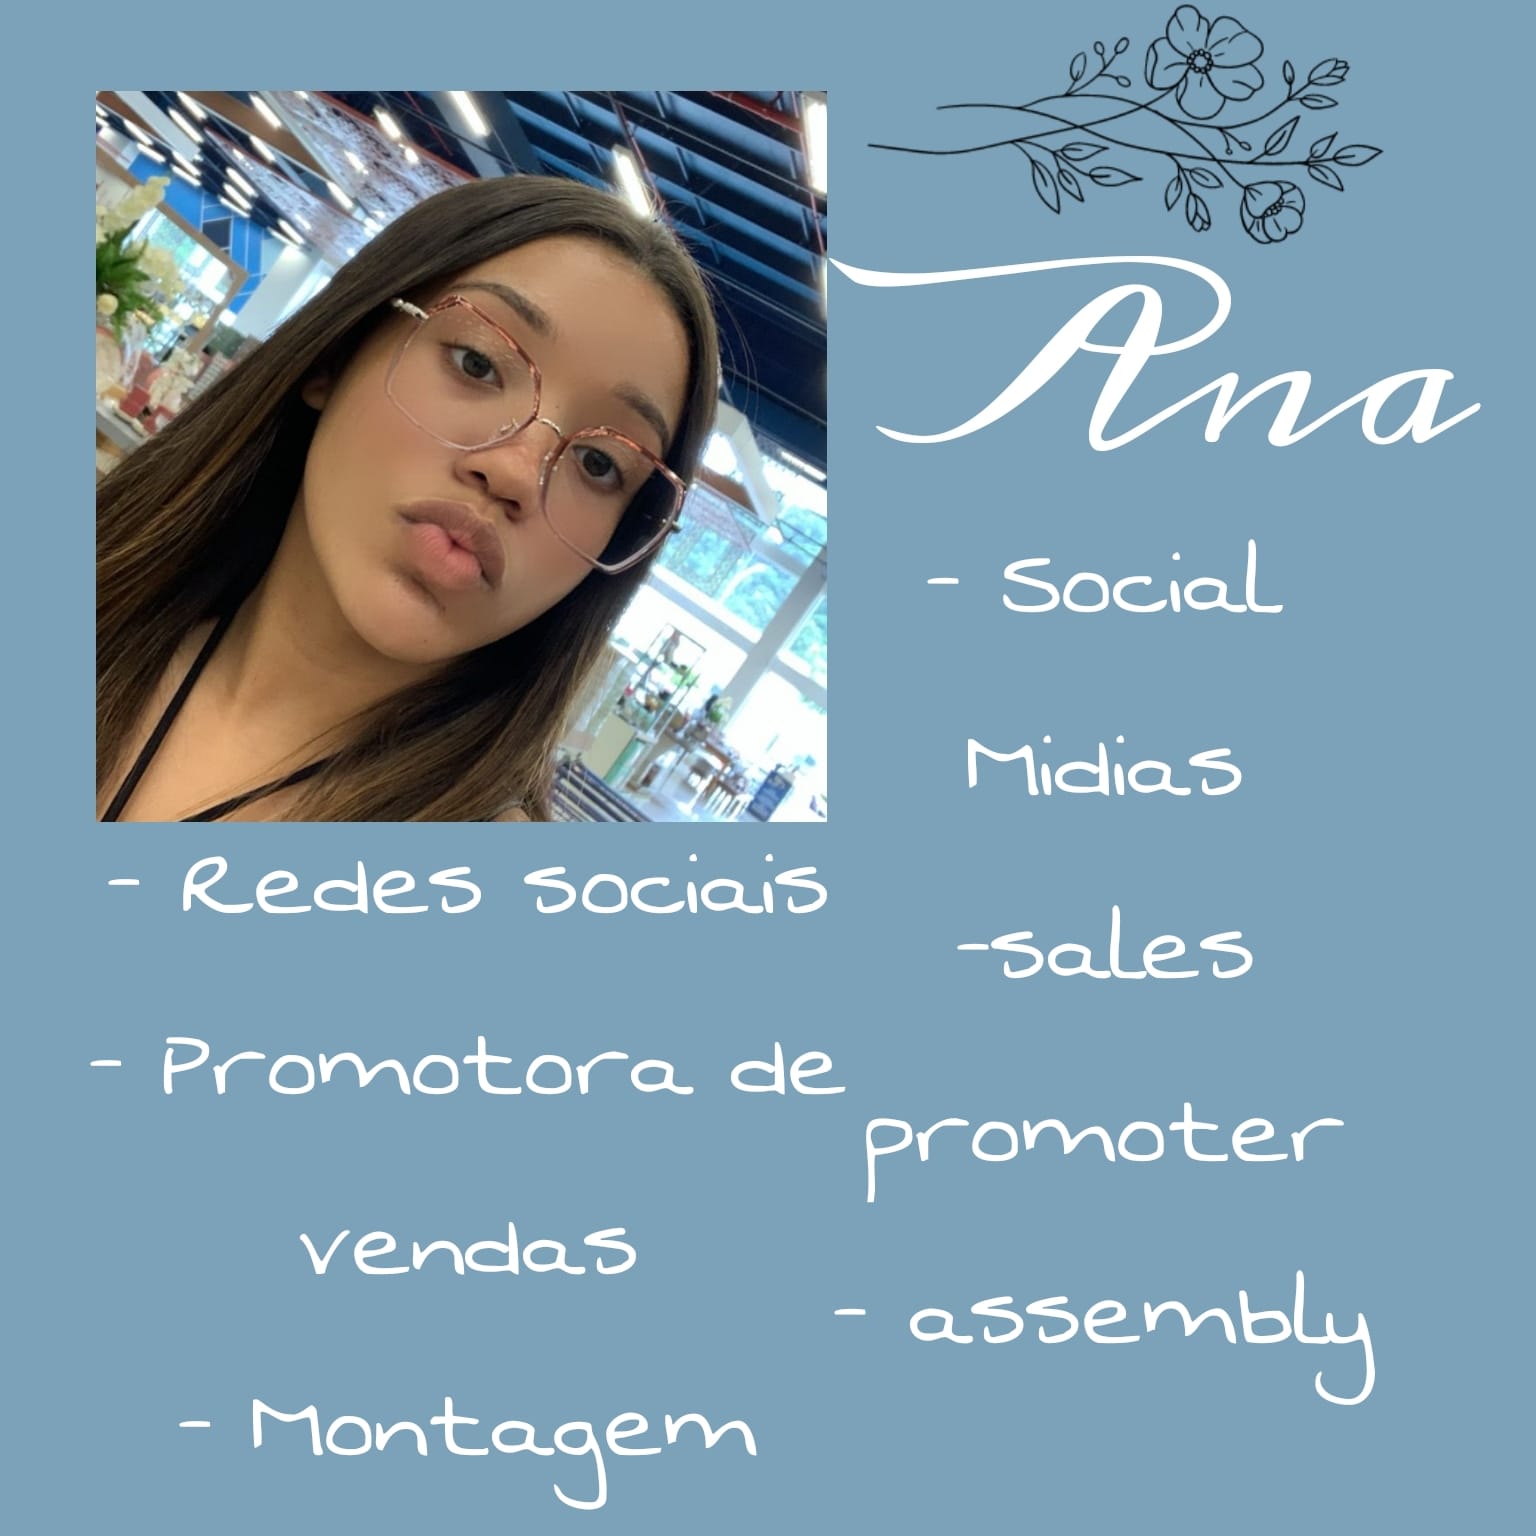 Ana
- Social
Midias
-sales
promoter
- assembly
- Redes sociais
- Promotora de
vendas
- Montagem